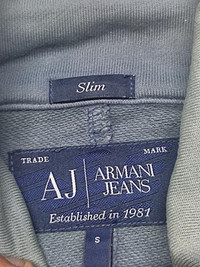 Slim
TRADE MARK
AJ ARMANI
JEANS
Established in 1981
S